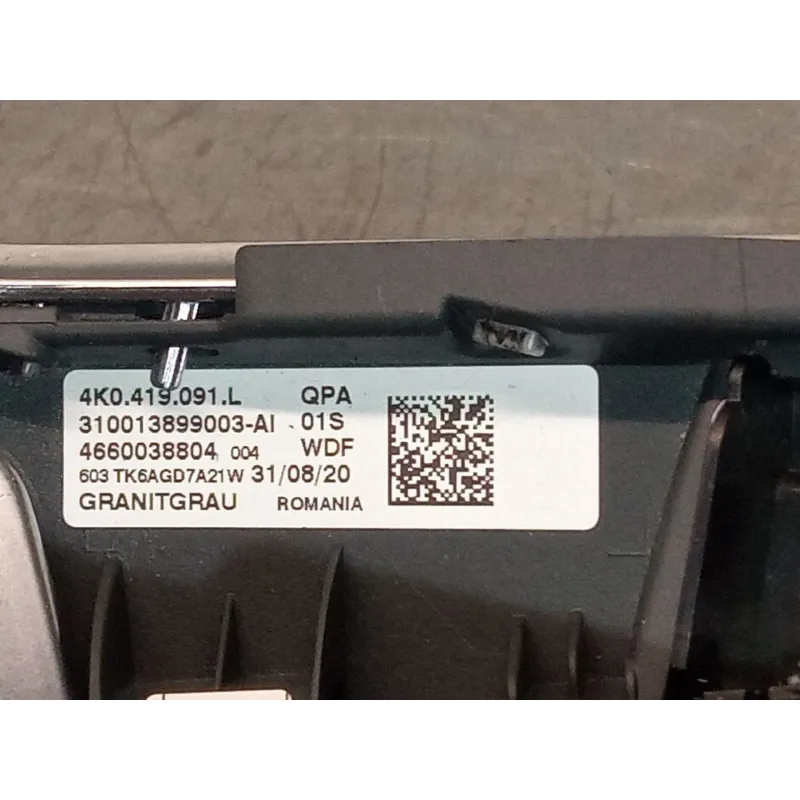 4K0.419.091.L QPA
310013899003-AI 01S
4660038804 004 WDF
603 TK6AGD7A21W 31/08/20
GRANITGRAU ROMANIA